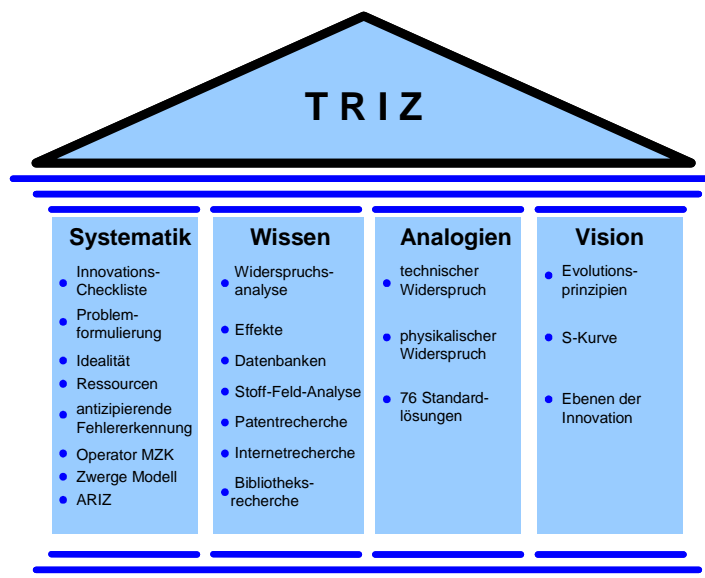 T R I Z
Systematik
Innovations-
Checkliste
Problem-
formulierung
Idealität
Ressourcen
antizipierende
Fehlererkennung
Operator MZK
Zwerge Modell
ARIZ
Wissen
Widerspruchs-
analyse
Effekte
Datenbanken
Stoff-Feld-Analyse
Patentrecherche
Internetrecherche
Bibliotheks-
recherche
Analogien
technischer
Widerspruch
physikalischer
Widerspruch
76 Standard-
lösungen
Vision
Evolutions-
prinzipien
S-Kurve
Ebenen der
Innovation